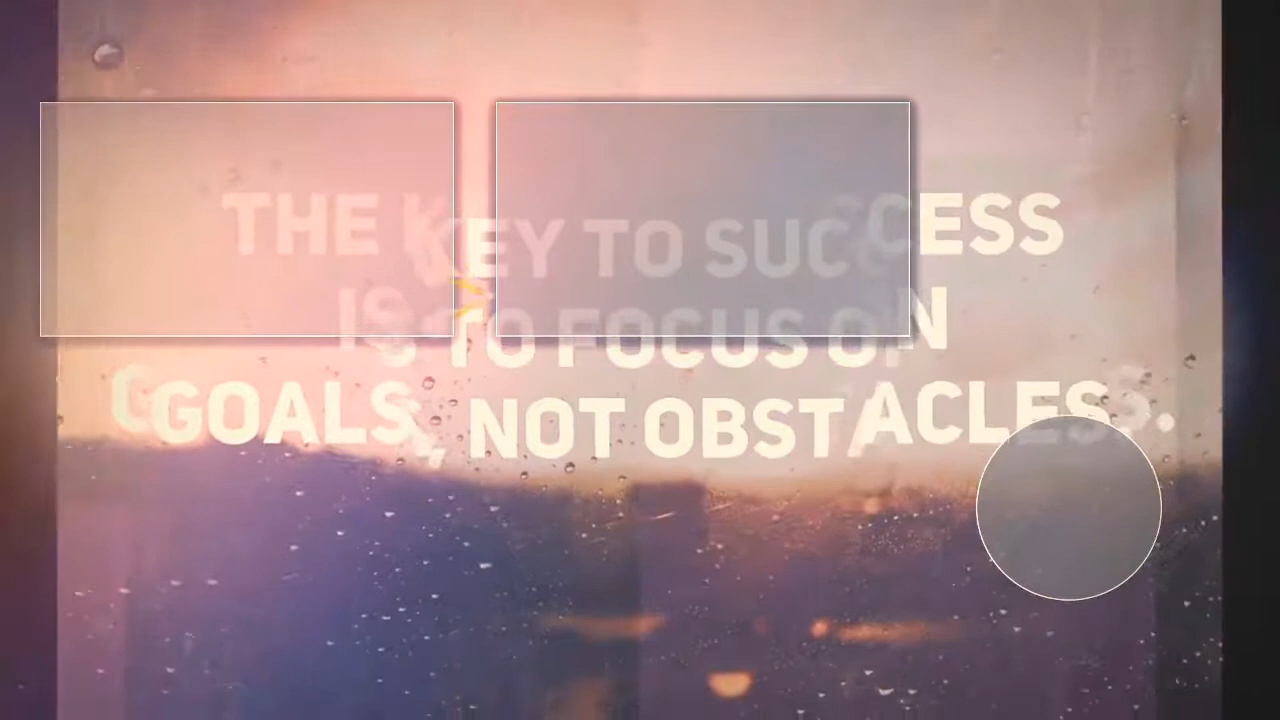 THE KEY TO SUCCESS
IS TO FOCUS ON
GOALS, NOT OBSTACLES.